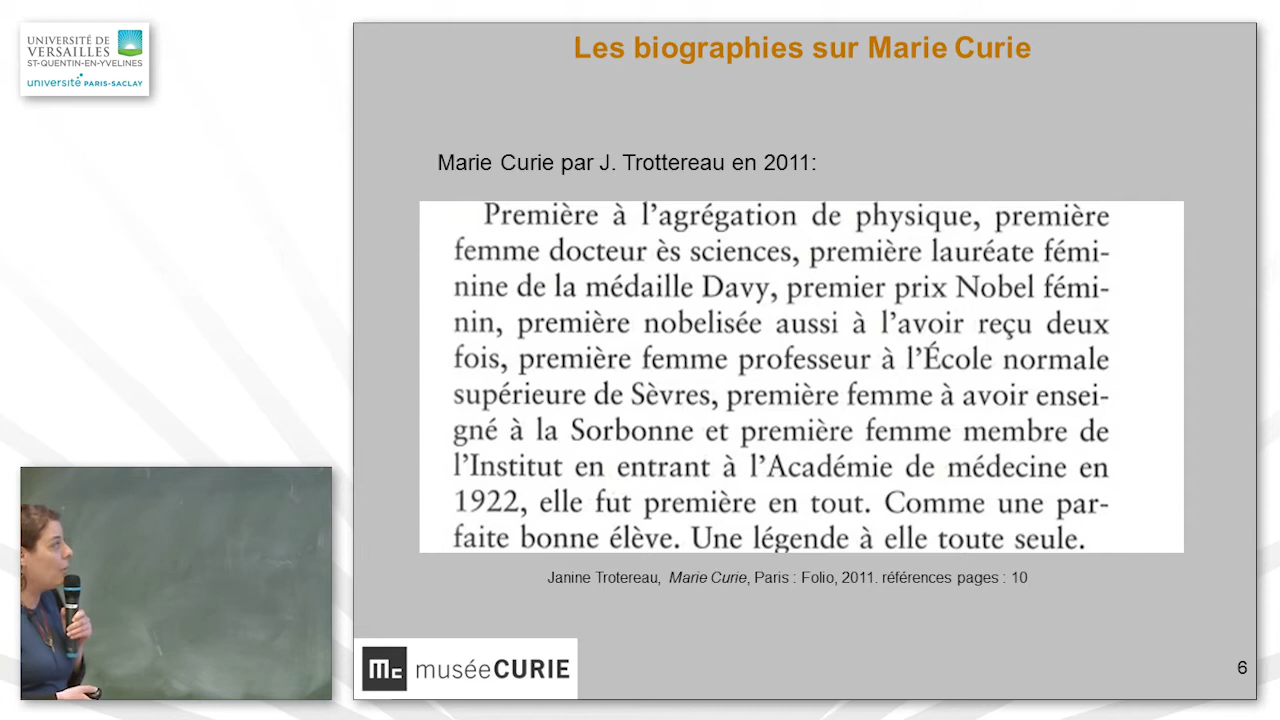 UNIVERSITÉ DE
VERSAILLES
ST-QUENTIN-EN-YVELINES
université PARIS-SACLAY
Les biographies sur Marie Curie
Marie Curie par J. Trottereau en 2011:
Première à l'agrégation de physique, première
femme docteur ès sciences, première lauréate fémi-
nine de la médaille Davy, premier prix Nobel fémi-
nin, première nobelisée aussi à l'avoir reçu deux
fois, première femme professeur à l'École normale
supérieure de Sèvres, première femme à avoir ensei-
gné à la Sorbonne et première femme membre de
l'Institut en entrant à l'Académie de médecine en
1922, elle fut première en tout. Comme une par-
faite bonne élève. Une légende à elle toute seule.
Janine Trotereau, Marie Curie, Paris : Folio, 2011. références pages : 10
Mc muséeCURIE
6